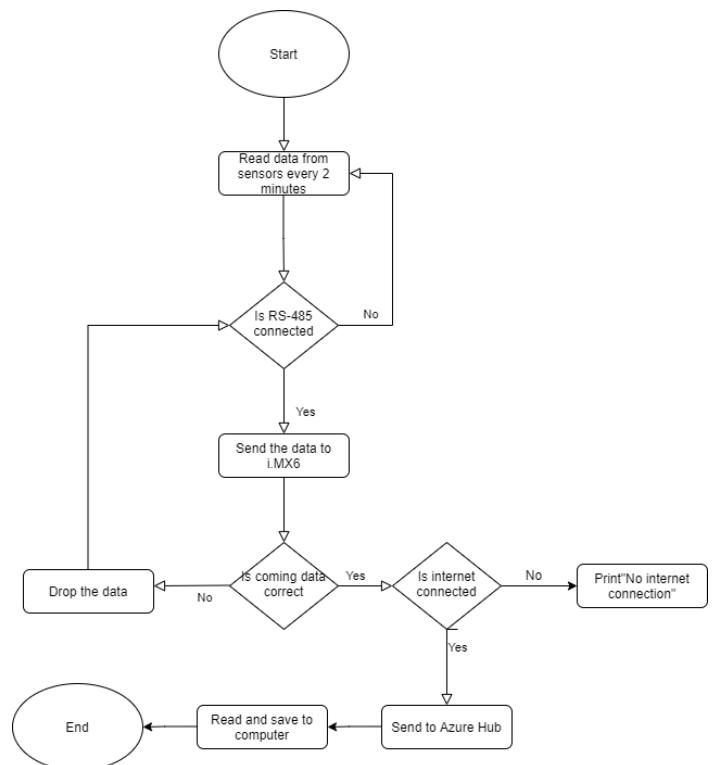 Start
Read data from
sensors every 2
minutes
Is RS-485
connected
No
Yes
Send the data to
i.MX6
Drop the data
No
Is coming data
correct
Yes
Is internet
connected
No
Print"No internet
connection"
Yes
End
Read and save to
computer
Send to Azure Hub